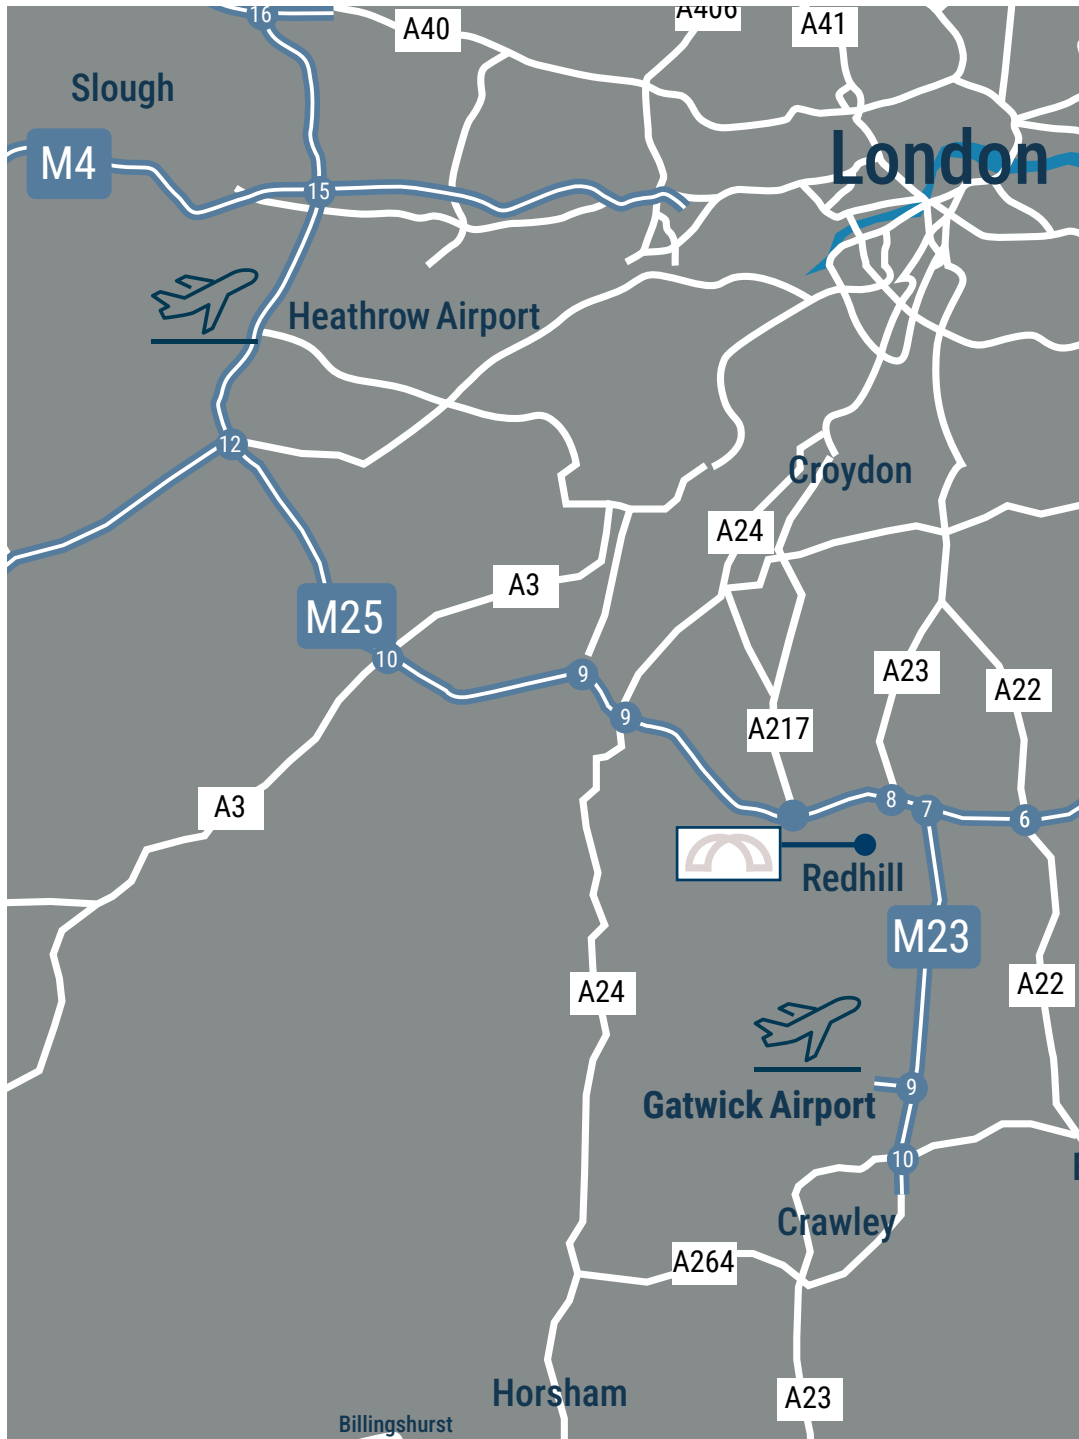 16
A40
A406
A41
Slough
M4
London
15
Heathrow Airport
12
Croydon
A24
A3
M25
10
9
A23
A22
9
A217
A3
8
7
6
Redhill
M23
A24
A22
9
Gatwick Airport
10
Crawley
A264
Horsham
A23
Billingshurst